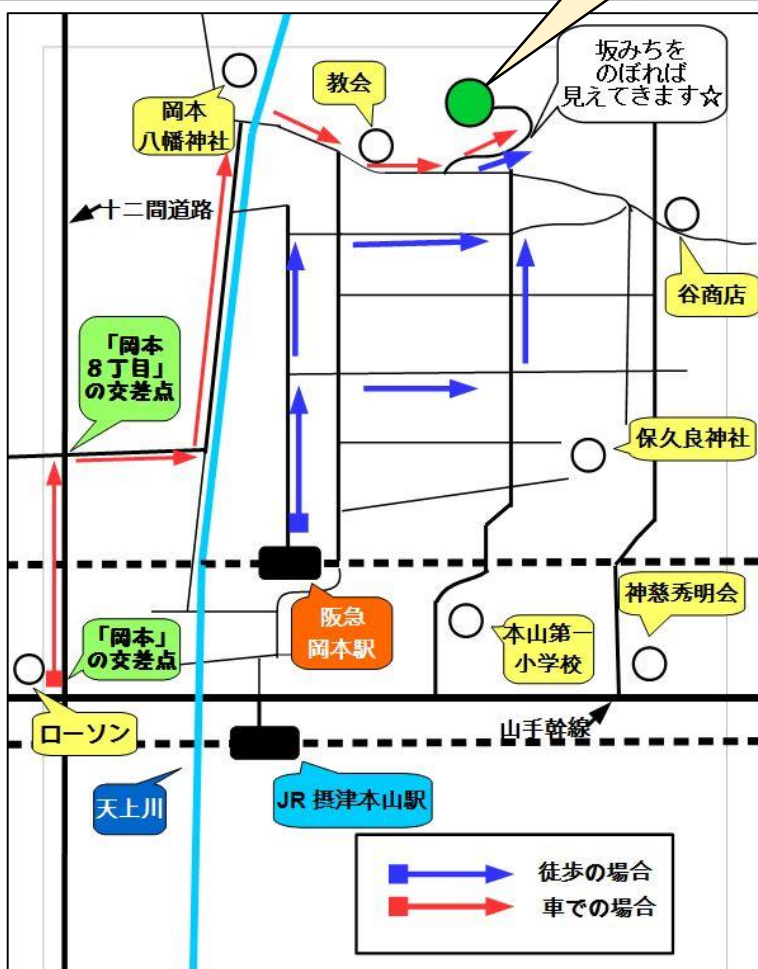 坂みちを
のぼれば
見えてきます☆
教会
岡本
八幡神社
十二間道路
谷商店
「岡本
８丁目」
の交差点
保久良神社
神慈秀明会
阪急
岡本駅
本山第一
小学校
「岡本」
の交差点
ローソン
山手幹線
天上川
JR 摂津本山駅
徒歩の場合
車での場合